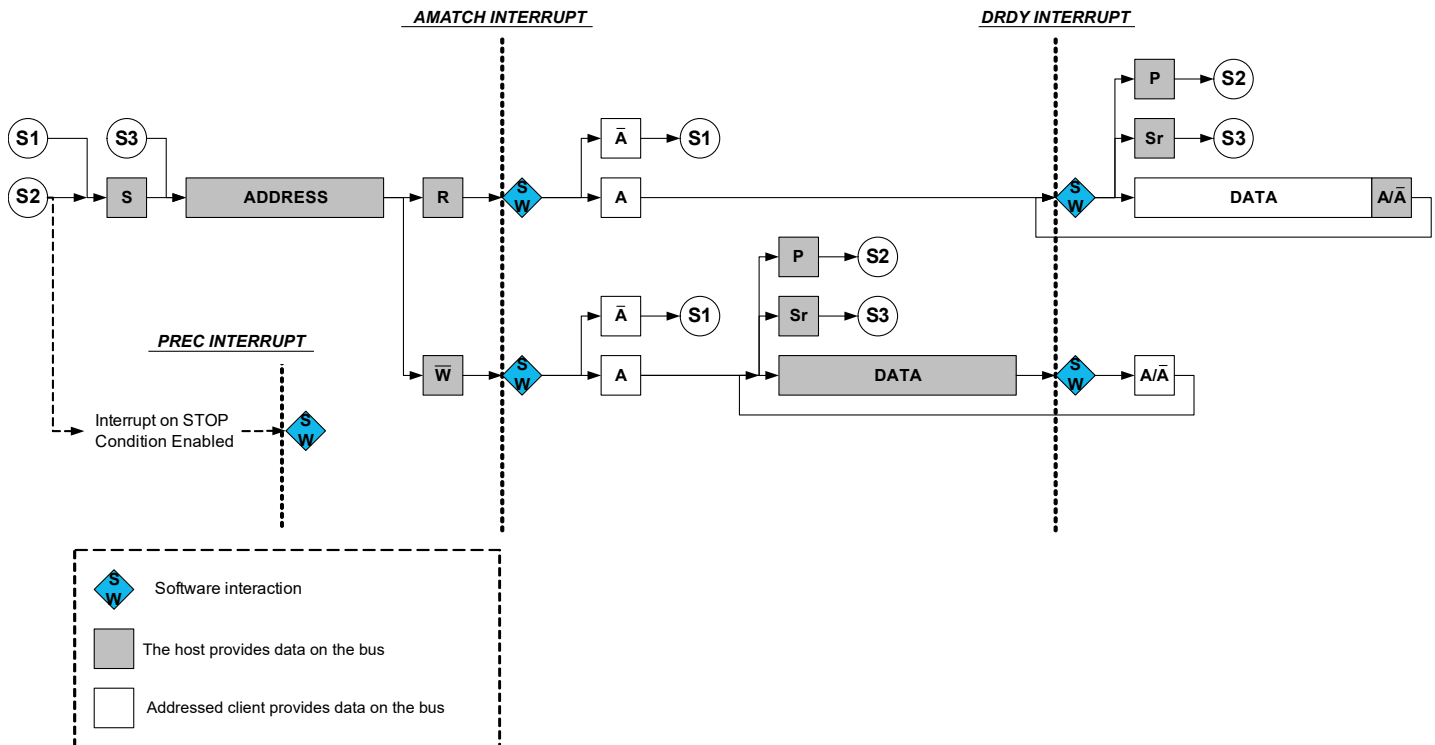 AMATCH INTERRUPT
DRDY INTERRUPT
P
S2
S1
S3
A̅
S1
Sr
S3
S2
S
ADDRESS
R
S
W
A
S
W
DATA
A/A̅
P
S2
A̅
S1
Sr
S3
PREC INTERRUPT
W̅
S
W
A
DATA
S
W
A/A̅
Interrupt on STOP
Condition Enabled
S
W
S
W
Software interaction
The host provides data on the bus
Addressed client provides data on the bus